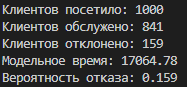 Клиентов посетило: 1000
Клиентов обслужено: 841
Клиентов отклонено: 159
Модельное время: 17064.78
Вероятность отказа: 0.159